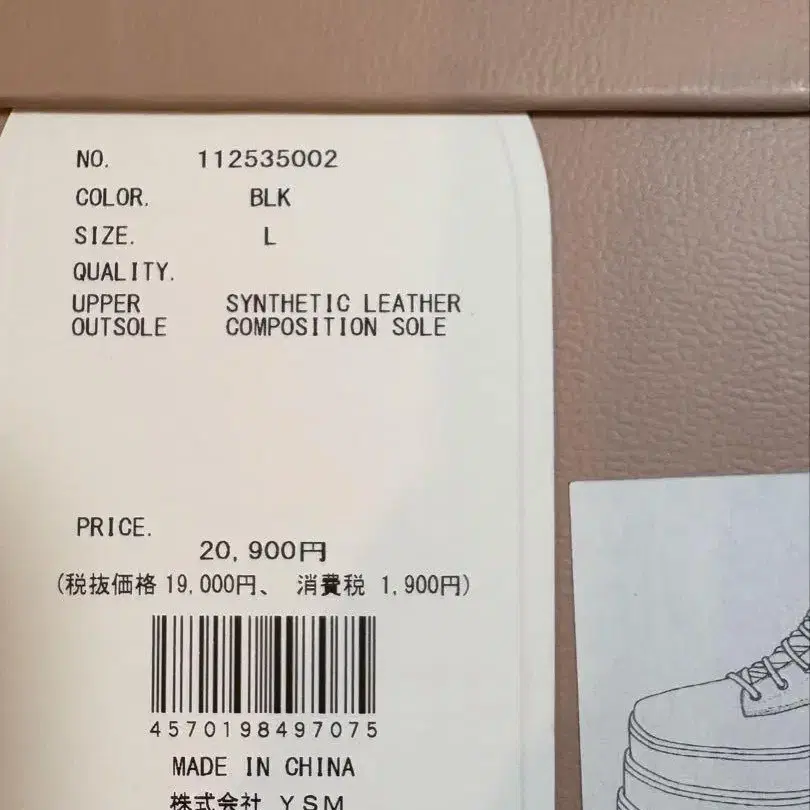 NO. 112535002
COLOR. BLK
SIZE. L
QUALITY.
UPPER SYNTHETIC LEATHER
OUTSOLE COMPOSITION SOLE
PRICE.
20,900円
(税抜価格 19,000円、 消費税 1,900円)
4570198497075
MADE IN CHINA
株式会社 YSM